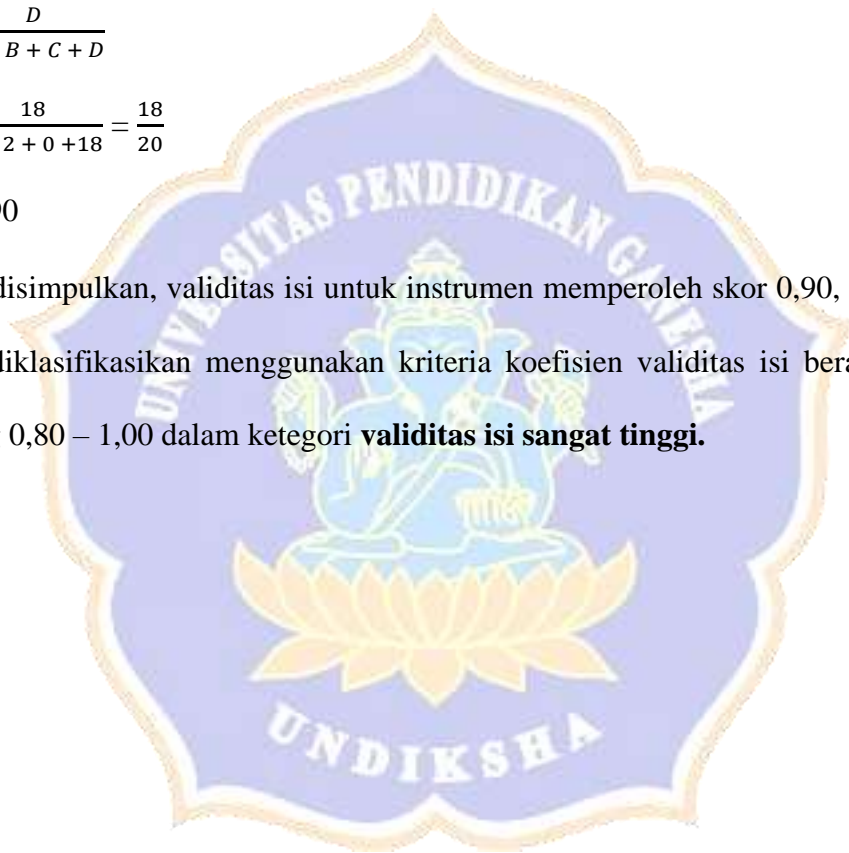 D
B + C + D
18
2 + 0 +18
=
18
20
90
disimpulkan, validitas isi untuk instrumen memperoleh skor 0,90,
diklasifikasikan menggunakan kriteria koefisien validitas isi bera
0,80 – 1,00 dalam ketegori validitas isi sangat tinggi.
UNIVERSITAS PENDIDIKAN GANESHA
UNDIKSHA